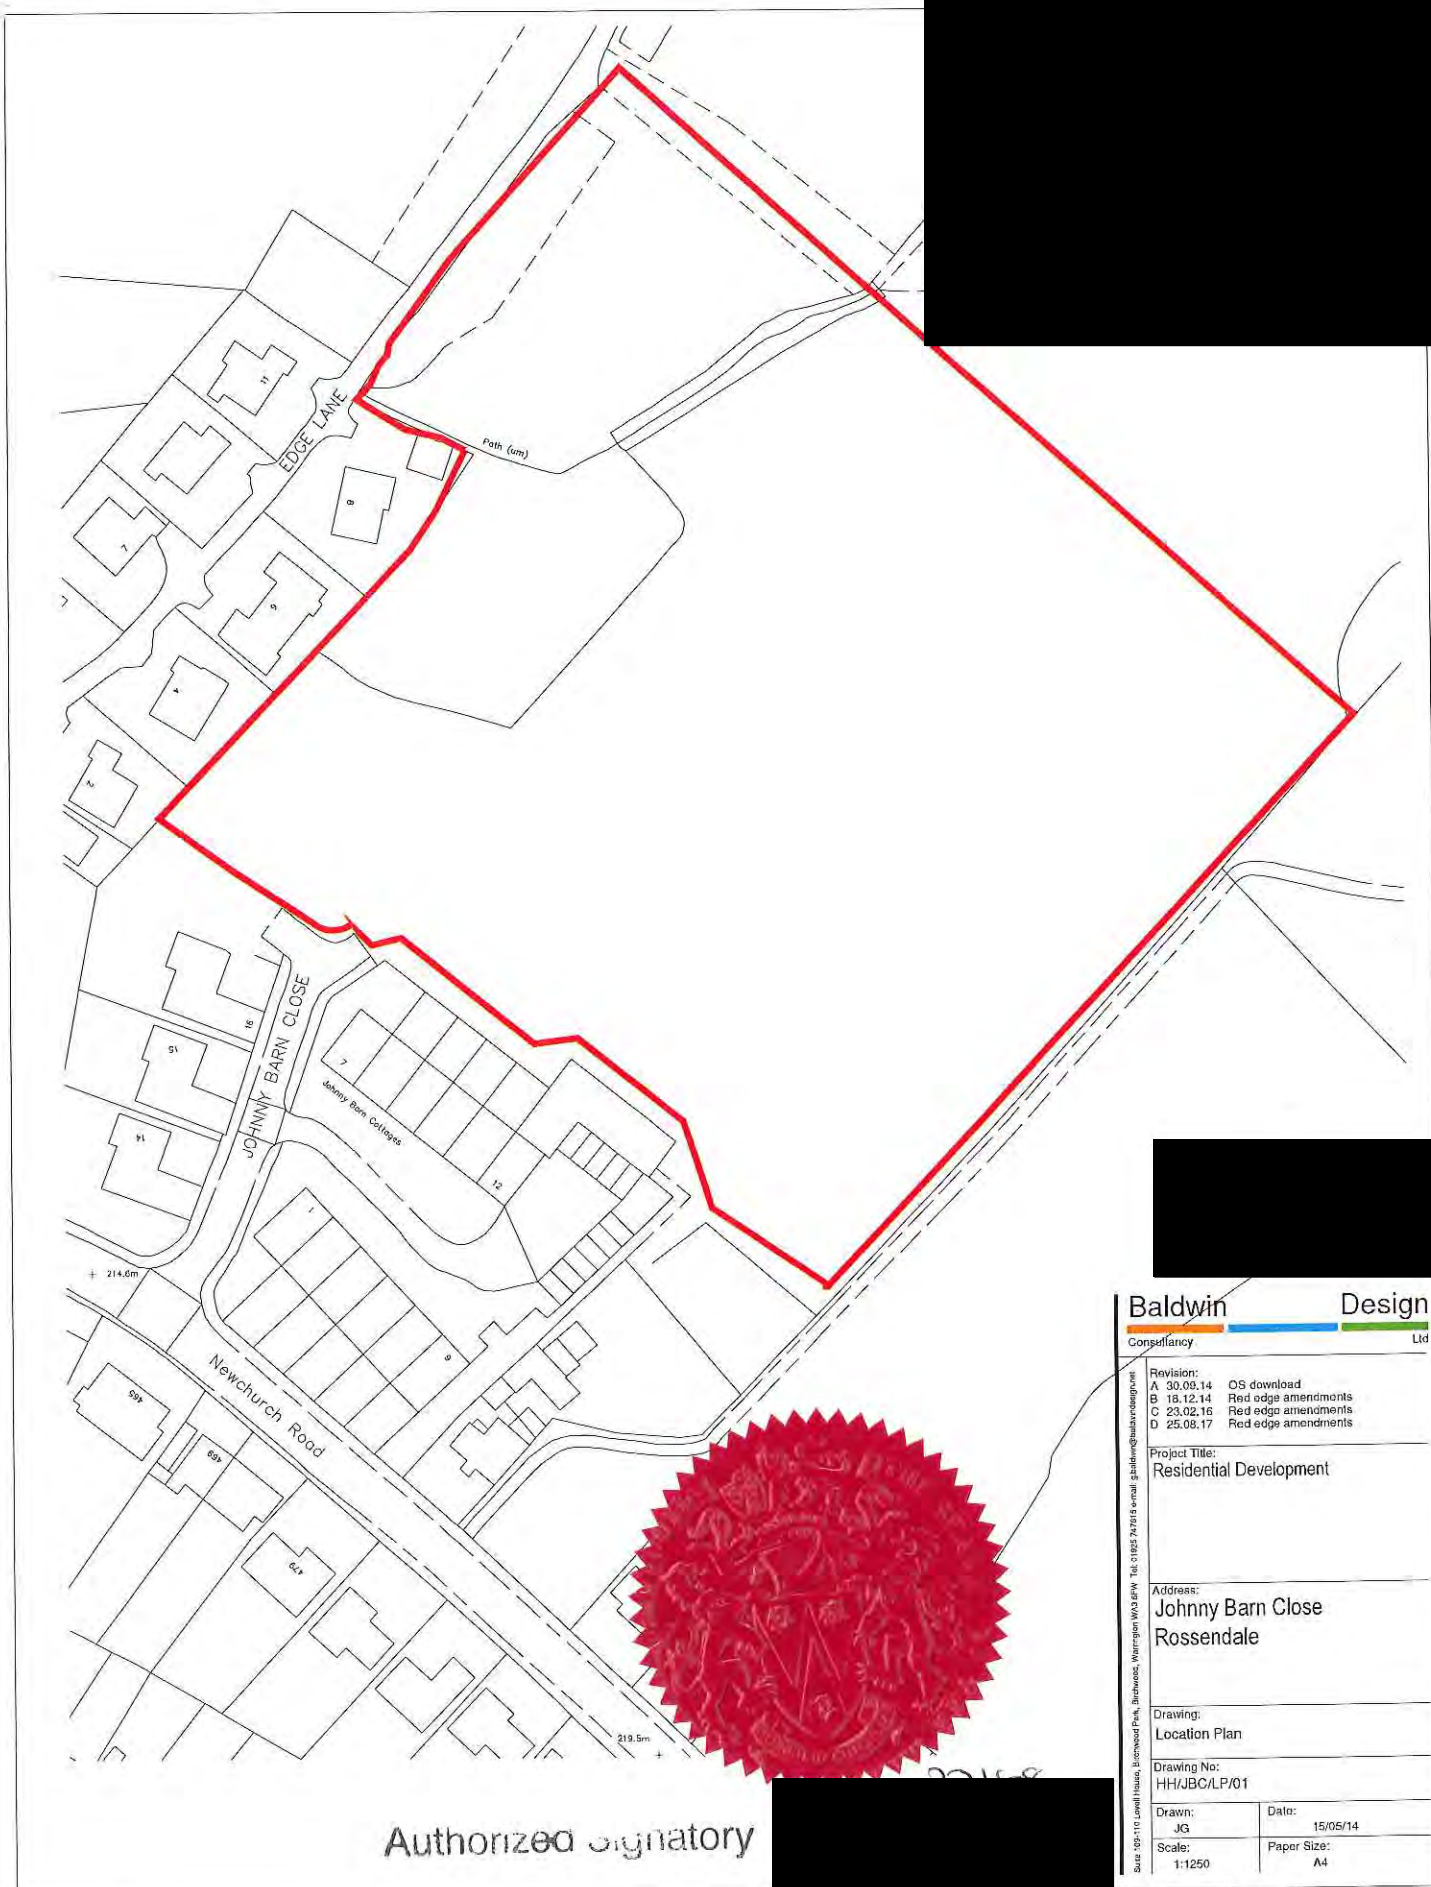 EDGE LANE
11
8
7
9
4
2
Path (um)
JOHNNY BARN CLOSE
16
15
14
7
Johnny Barn Cottages
12
1
214.6m
Newchurch Road
465
469
479
219.5m
Authorized Signatory
Baldwin Design
Consultancy Ltd
Revision:
A 30.09.14 OS download
B 18.12.14 Red edge amendments
C 23.02.16 Red edge amendments
D 25.08.17 Red edge amendments
Project Title:
Residential Development
Address:
Johnny Barn Close
Rossendale
Drawing:
Location Plan
Drawing No:
HH/JBC/LP/01
Drawn: Date:
JG 15/05/14
Scale: Paper Size:
1:1250 A4